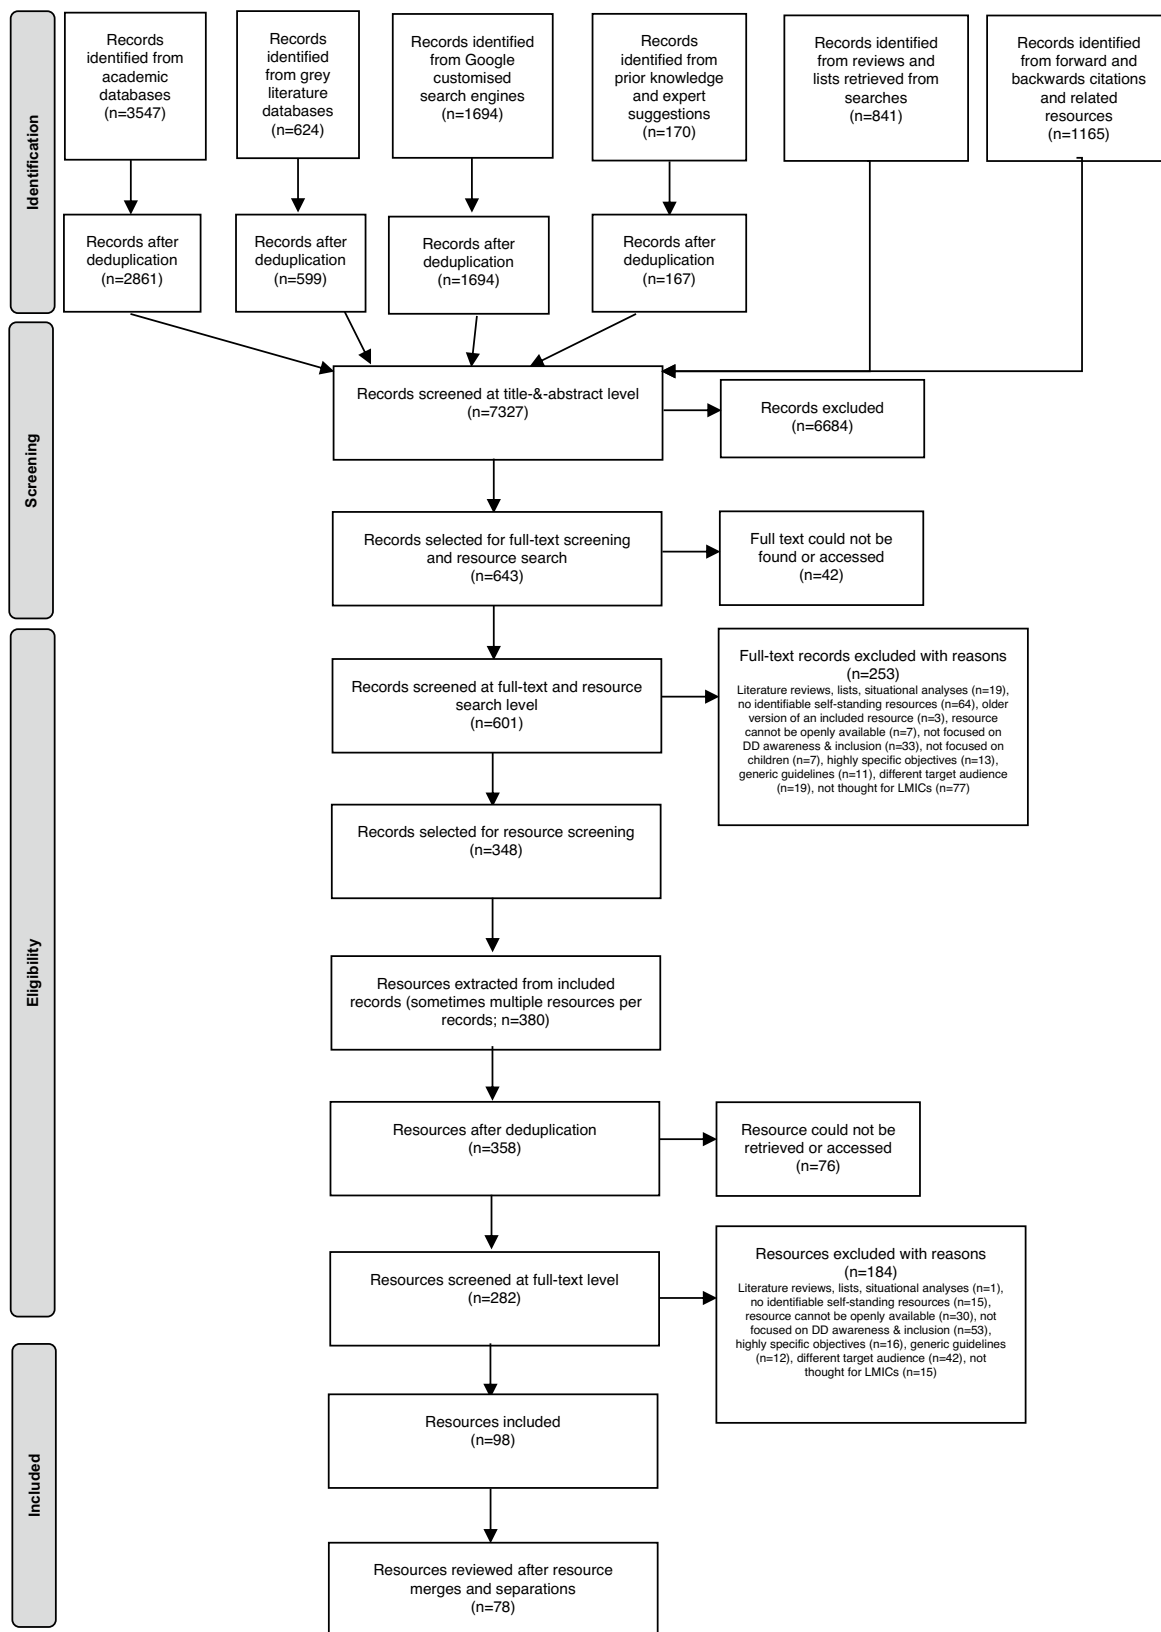 Identification
Records
identified from
academic
databases
(n=3547)
Records
identified
from grey
literature
databases
(n=624)
Records identified
from Google
customised
search engines
(n=1694)
Records
identified from
prior knowledge
and expert
suggestions
(n=170)
Records identified
from reviews and
lists retrieved from
searches
(n=841)
Records identified
from forward and
backwards citations
and related
resources
(n=1165)
Records after
deduplication
(n=2861)
Records after
deduplication
(n=599)
Records after
deduplication
(n=1694)
Records after
deduplication
(n=167)
Screening
Records screened at title-&-abstract level
(n=7327)
Records excluded
(n=6684)
Records selected for full-text screening
and resource search
(n=643)
Full text could not be
found or accessed
(n=42)
Eligibility
Records screened at full-text and resource
search level
(n=601)
Full-text records excluded with reasons
(n=253)
Literature reviews, lists, situational analyses (n=19),
no identifiable self-standing resources (n=64), older
version of an included resource (n=3), resource
cannot be openly available (n=7), not focused on
DD awareness & inclusion (n=33), not focused on
children (n=7), highly specific objectives (n=13),
generic guidelines (n=11), different target audience
(n=19), not thought for LMICs (n=77)
Records selected for resource screening
(n=348)
Resources extracted from included
records (sometimes multiple resources per
records; n=380)
Resources after deduplication
(n=358)
Resource could not be
retrieved or accessed
(n=76)
Resources screened at full-text level
(n=282)
Resources excluded with reasons
(n=184)
Literature reviews, lists, situational analyses (n=1),
no identifiable self-standing resources (n=15),
resource cannot be openly available (n=30), not
focused on DD awareness & inclusion (n=53),
highly specific objectives (n=16), generic guidelines
(n=12), different target audience (n=42), not
thought for LMICs (n=15)
Included
Resources included
(n=98)
Resources reviewed after resource
merges and separations
(n=78)